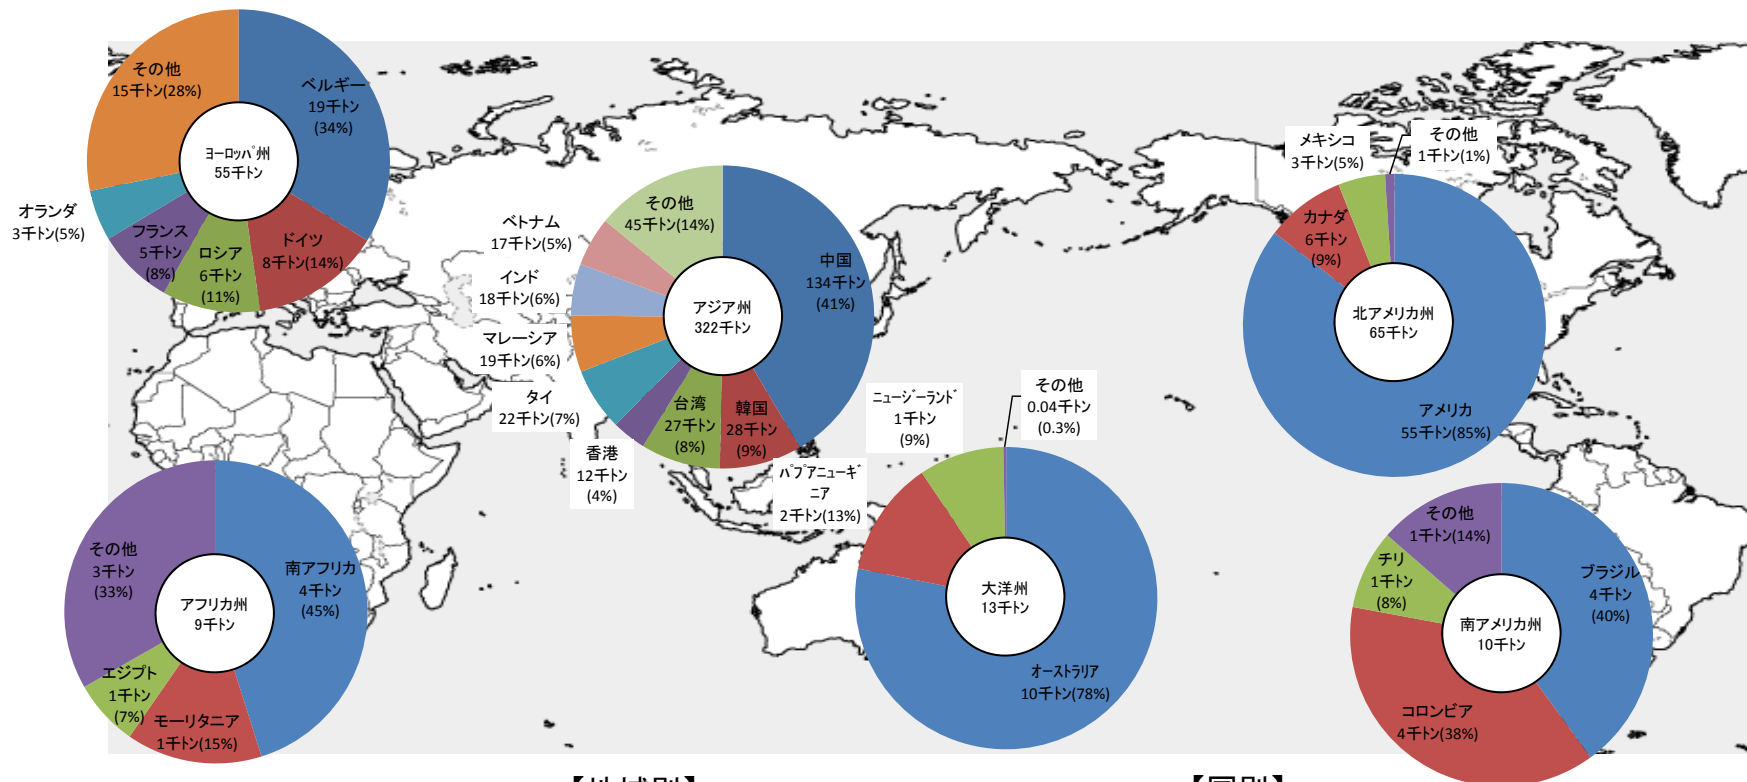 その他
15千トン(28%)
ベルギー
19千トン
(34%)
ヨーロッパ州
55千トン
オランダ
3千トン(5%)
フランス
5千トン
(8%)
ロシア
6千トン
(11%)
ドイツ
8千トン(14%)
その他
45千トン(14%)
ベトナム
17千トン(5%)
インド
18千トン(6%)
マレーシア
19千トン(6%)
タイ
22千トン(7%)
香港
12千トン
(4%)
台湾
27千トン
(8%)
韓国
28千トン
(9%)
中国
134千トン
(41%)
アジア州
322千トン
メキシコ
3千トン(5%)
その他
1千トン(1%)
カナダ
6千トン
(9%)
北アメリカ州
65千トン
アメリカ
55千トン(85%)
ニュージーランド
1千トン
(9%)
その他
0.04千トン
(0.3%)
パプアニューギ
ニア
2千トン(13%)
大洋州
13千トン
オーストラリア
10千トン(78%)
その他
3千トン
(33%)
南アフリカ
4千トン
(45%)
アフリカ州
9千トン
エジプト
1千トン
(7%)
モーリタニア
1千トン(15%)
その他
1千トン(14%)
チリ
1千トン
(8%)
ブラジル
4千トン
(40%)
南アメリカ州
10千トン
コロンビア
4千トン(38%)
【地域別】
【国別】